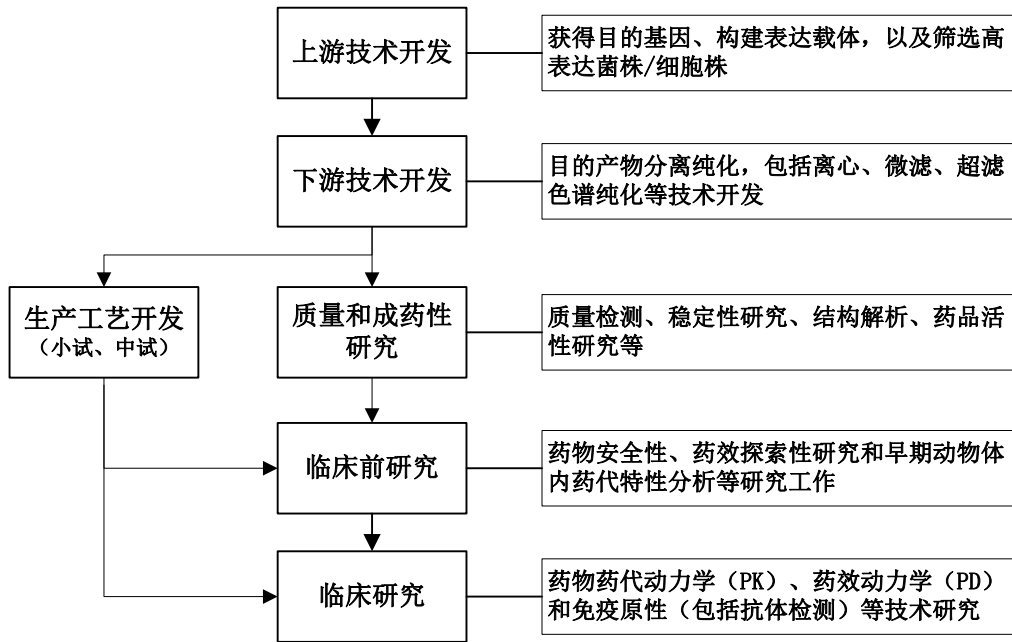 上游技术开发
获得目的基因、构建表达载体，以及筛选高
表达菌株/细胞株
下游技术开发
目的产物分离纯化，包括离心、微滤、超滤
色谱纯化等技术开发
生产工艺开发
（小试、中试）
质量和成药性
研究
质量检测、稳定性研究、结构解析、药品活
性研究等
临床前研究
药物安全性、药效探索性研究和早期动物体
内药代特性分析等研究工作
临床研究
药物药代动力学（PK）、药效动力学（PD）
和免疫原性（包括抗体检测）等技术研究